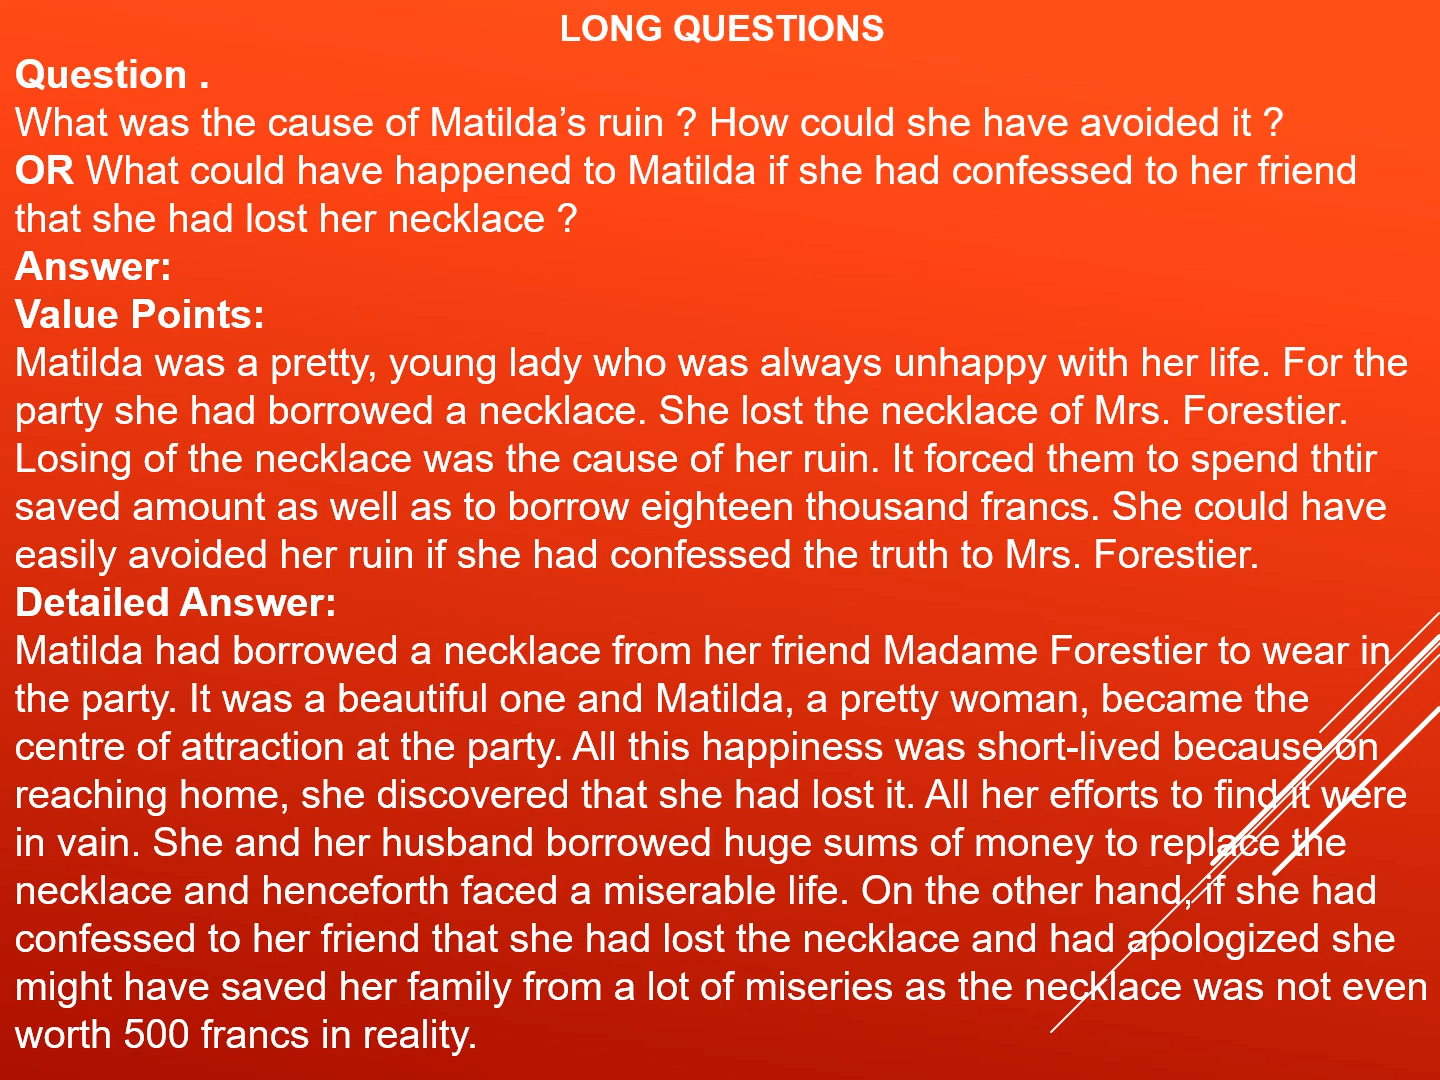 LONG QUESTIONS
Question .
What was the cause of Matilda’s ruin ? How could she have avoided it ?
OR What could have happened to Matilda if she had confessed to her friend
that she had lost her necklace ?
Answer:
Value Points:
Matilda was a pretty, young lady who was always unhappy with her life. For the
party she had borrowed a necklace. She lost the necklace of Mrs. Forestier.
Losing of the necklace was the cause of her ruin. It forced them to spend thtir
saved amount as well as to borrow eighteen thousand francs. She could have
easily avoided her ruin if she had confessed the truth to Mrs. Forestier.
Detailed Answer:
Matilda had borrowed a necklace from her friend Madame Forestier to wear in
the party. It was a beautiful one and Matilda, a pretty woman, became the
centre of attraction at the party. All this happiness was short-lived because on
reaching home, she discovered that she had lost it. All her efforts to find it were
in vain. She and her husband borrowed huge sums of money to replace the
necklace and henceforth faced a miserable life. On the other hand, if she had
confessed to her friend that she had lost the necklace and had apologized she
might have saved her family from a lot of miseries as the necklace was not even
worth 500 francs in reality.